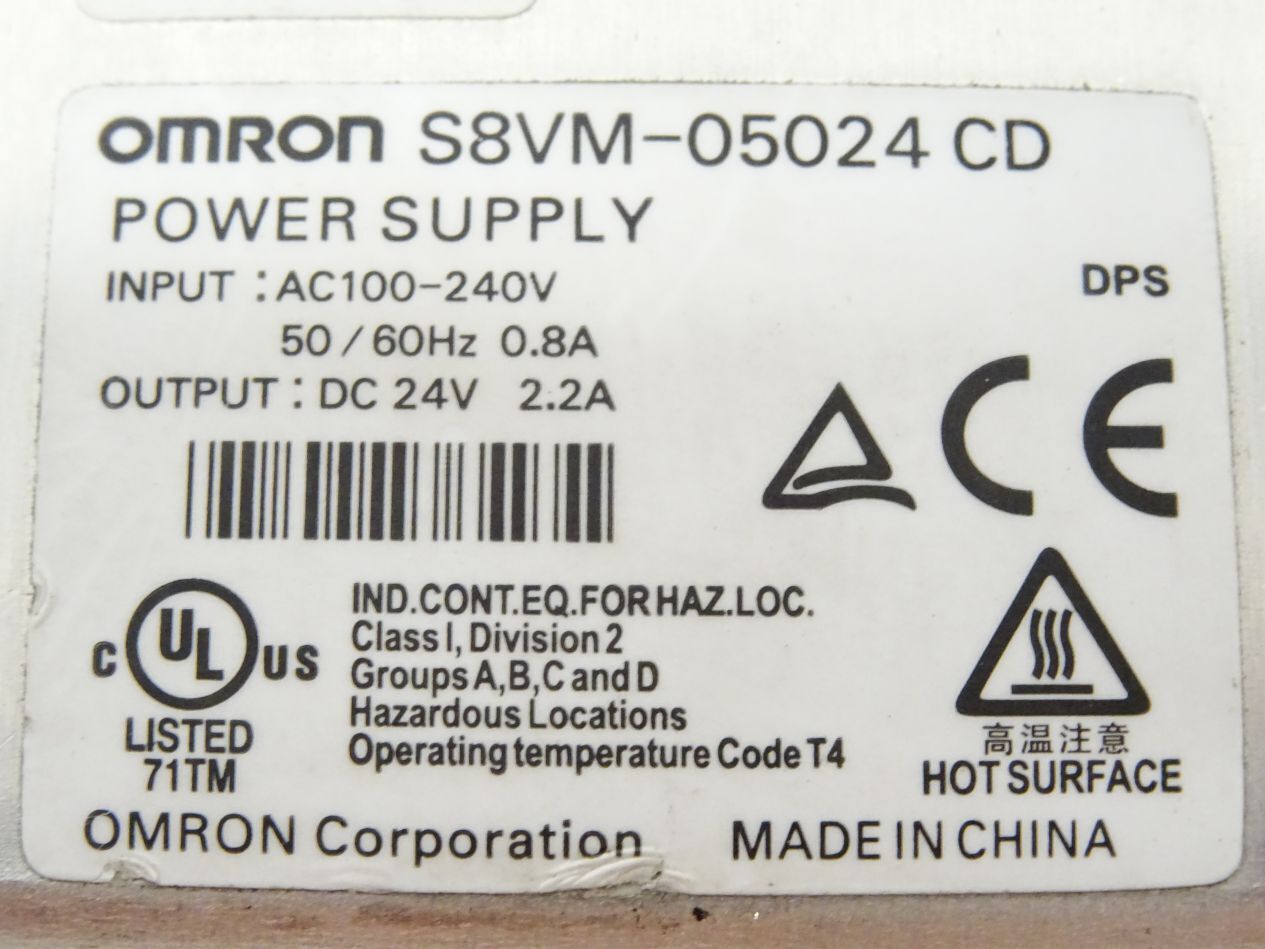 OMRON S8VM-05024 CD
POWER SUPPLY
INPUT : AC100-240V
50 / 60Hz 0.8A
OUTPUT : DC 24V 2.2A
DPS
CE
C UL US
LISTED
71TM
IND.CONT.EQ.FOR HAZ.LOC.
Class I, Division 2
Groups A,B,C and D
Hazardous Locations
Operating temperature Code T4
高温注意
HOT SURFACE
OMRON Corporation MADE IN CHINA